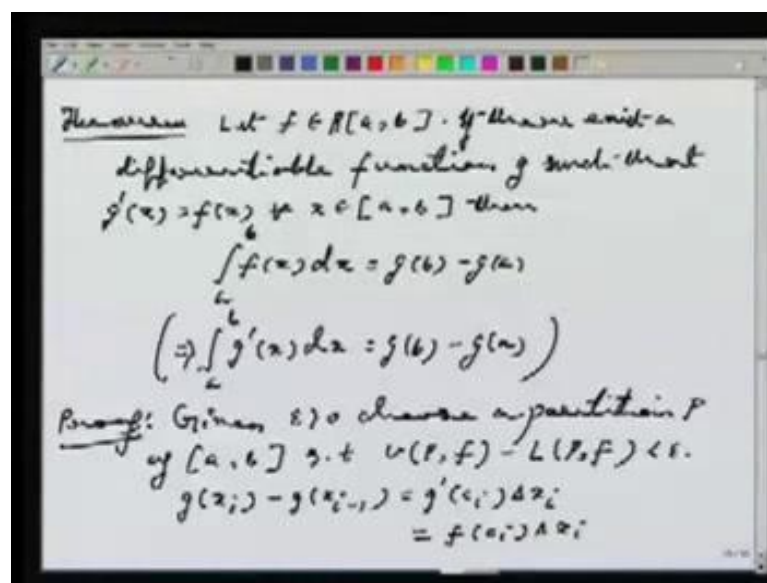 Theorem Let f ∈ R[a,b]. If there exist a
differentiable function g such that
g'(x) = f(x) ∀ x ∈ [a,b] then
∫_a^b f(x)dx = g(b) - g(a)
(⇒ ∫_a^b g'(x)dx = g(b) - g(a))
Proof: Given ε>0 choose a partition P
of [a,b] s.t U(P,f) - L(P,f) < ε.
g(x_i) - g(x_{i-1}) = g'(c_i) Δx_i
= f(c_i) Δx_i